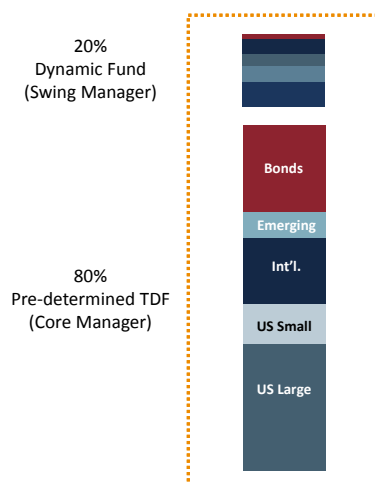 20%
Dynamic Fund
(Swing Manager)
Bonds
Emerging
Int'l.
80%
Pre-determined TDF
(Core Manager)
US Small
US Large